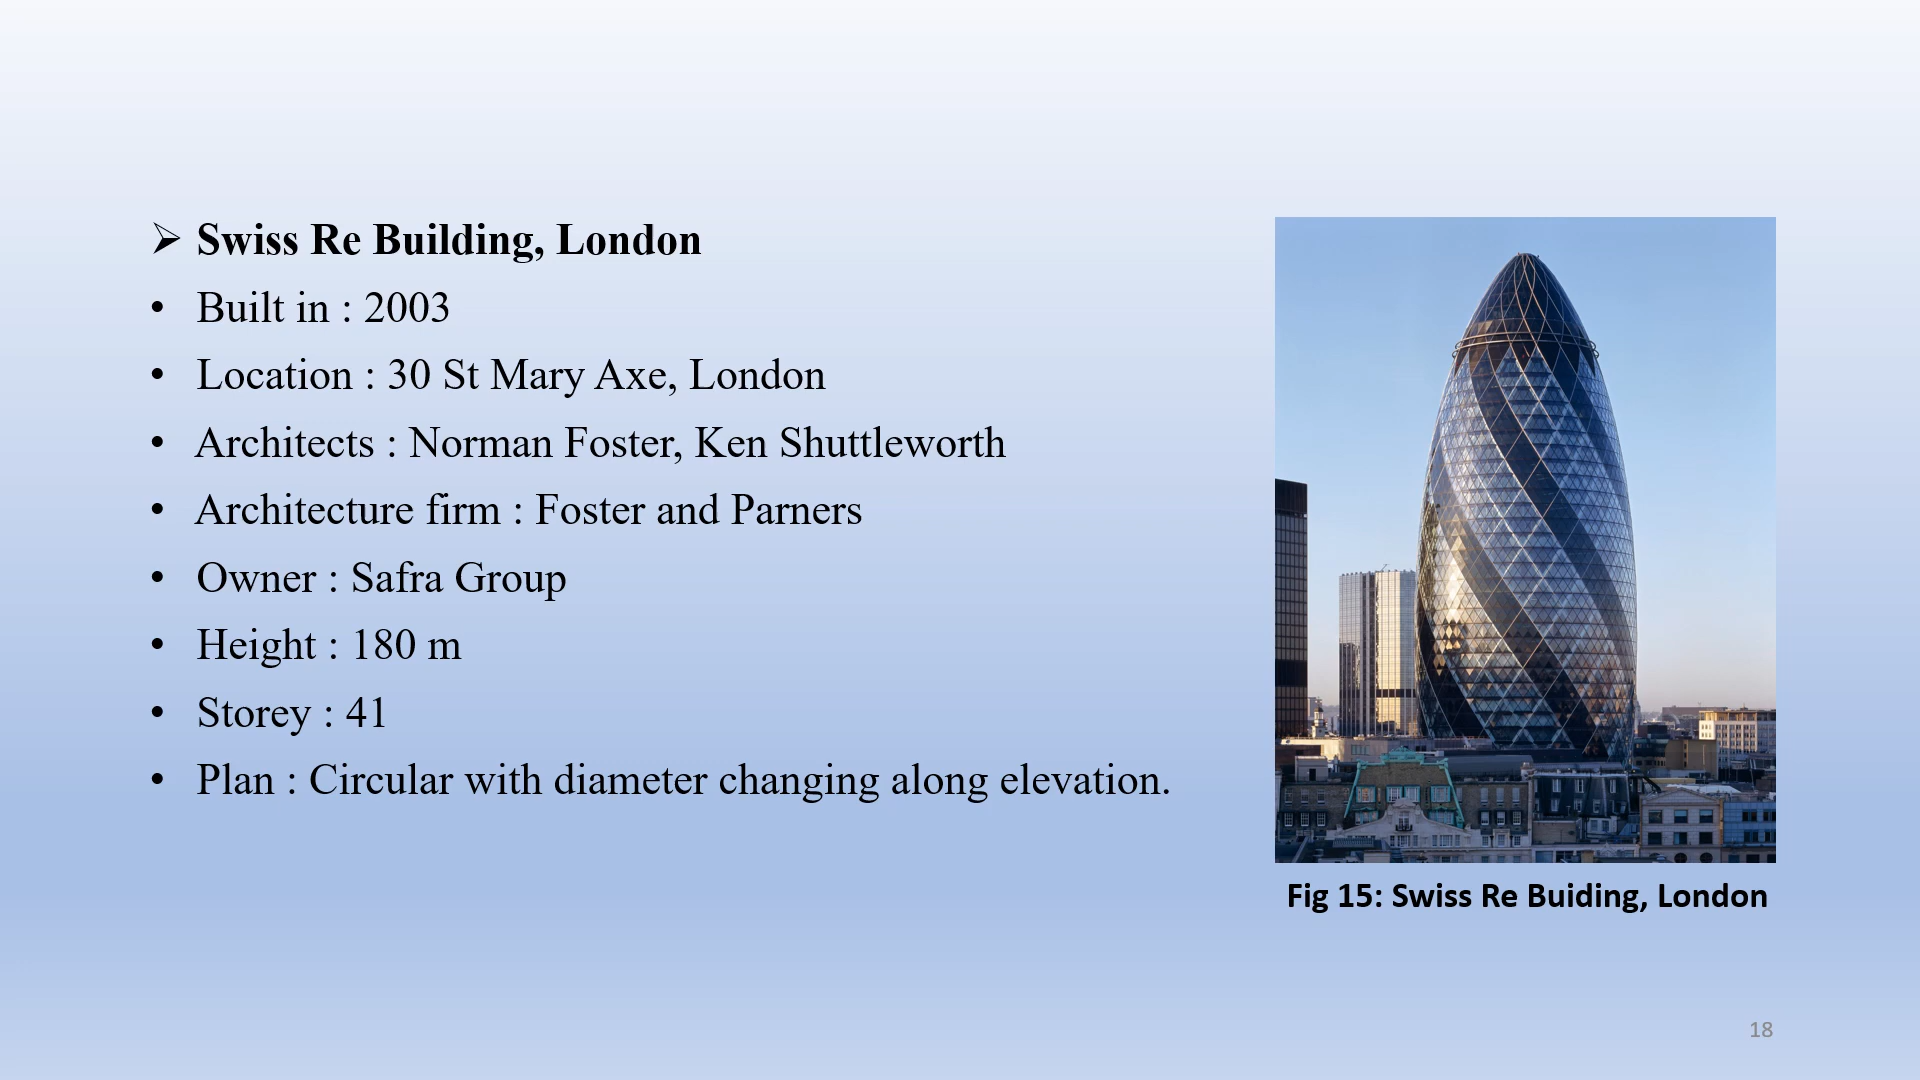 ➢ Swiss Re Building, London
• Built in : 2003
• Location : 30 St Mary Axe, London
• Architects : Norman Foster, Ken Shuttleworth
• Architecture firm : Foster and Parners
• Owner : Safra Group
• Height : 180 m
• Storey : 41
• Plan : Circular with diameter changing along elevation.
Fig 15: Swiss Re Buiding, London
18